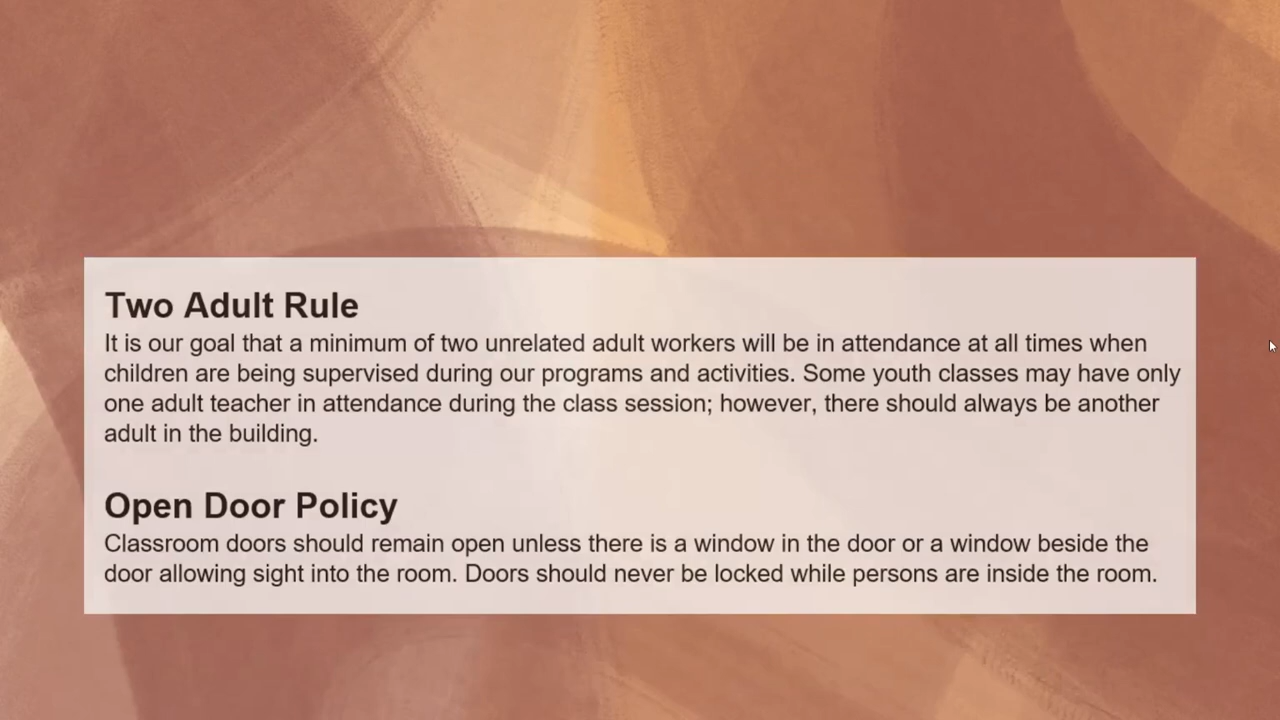 Two Adult Rule
It is our goal that a minimum of two unrelated adult workers will be in attendance at all times when
children are being supervised during our programs and activities. Some youth classes may have only
one adult teacher in attendance during the class session; however, there should always be another
adult in the building.
Open Door Policy
Classroom doors should remain open unless there is a window in the door or a window beside the
door allowing sight into the room. Doors should never be locked while persons are inside the room.